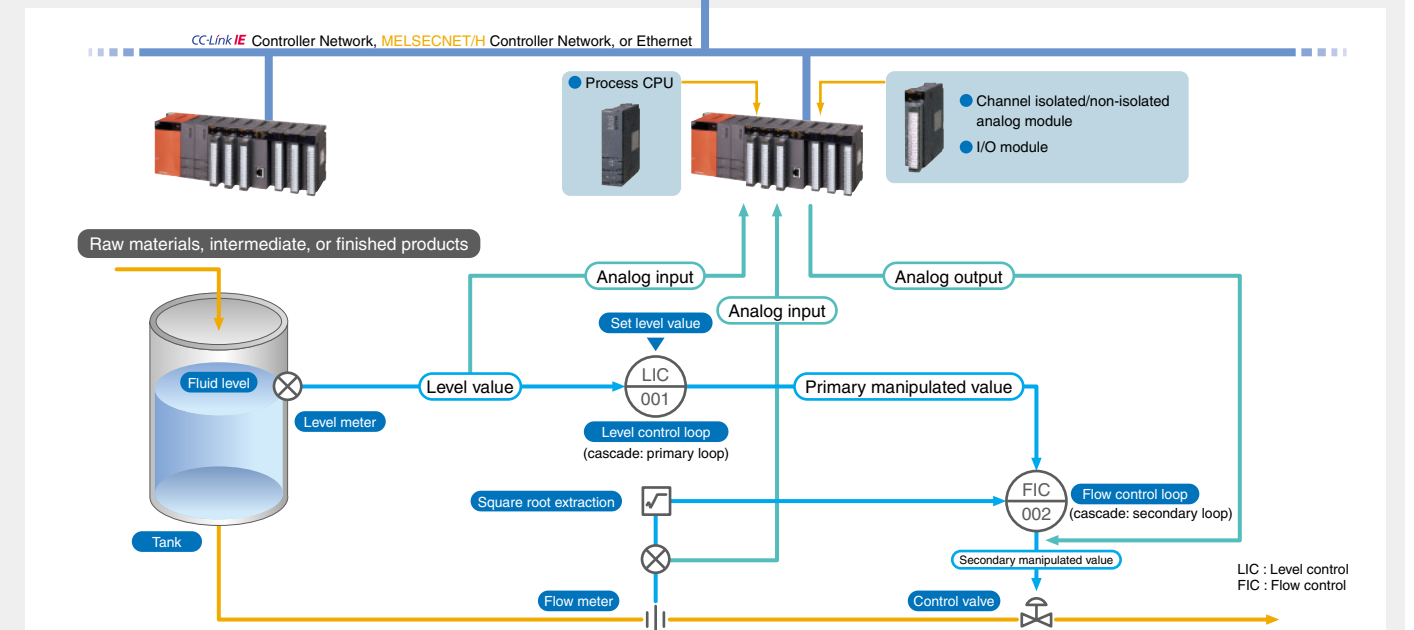 CC-Link IE Controller Network, MELSECNET/H Controller Network, or Ethernet
Process CPU
Channel isolated/non-isolated
analog module
I/O module
Raw materials, intermediate, or finished products
Analog input
Analog output
Analog input
Set level value
Fluid level
Level value
LIC
001
Primary manipulated value
Level meter
Level control loop
(cascade: primary loop)
Square root extraction
√
FIC
002
Flow control loop
(cascade: secondary loop)
Tank
Secondary manipulated value
LIC : Level control
FIC : Flow control
Flow meter
Control valve